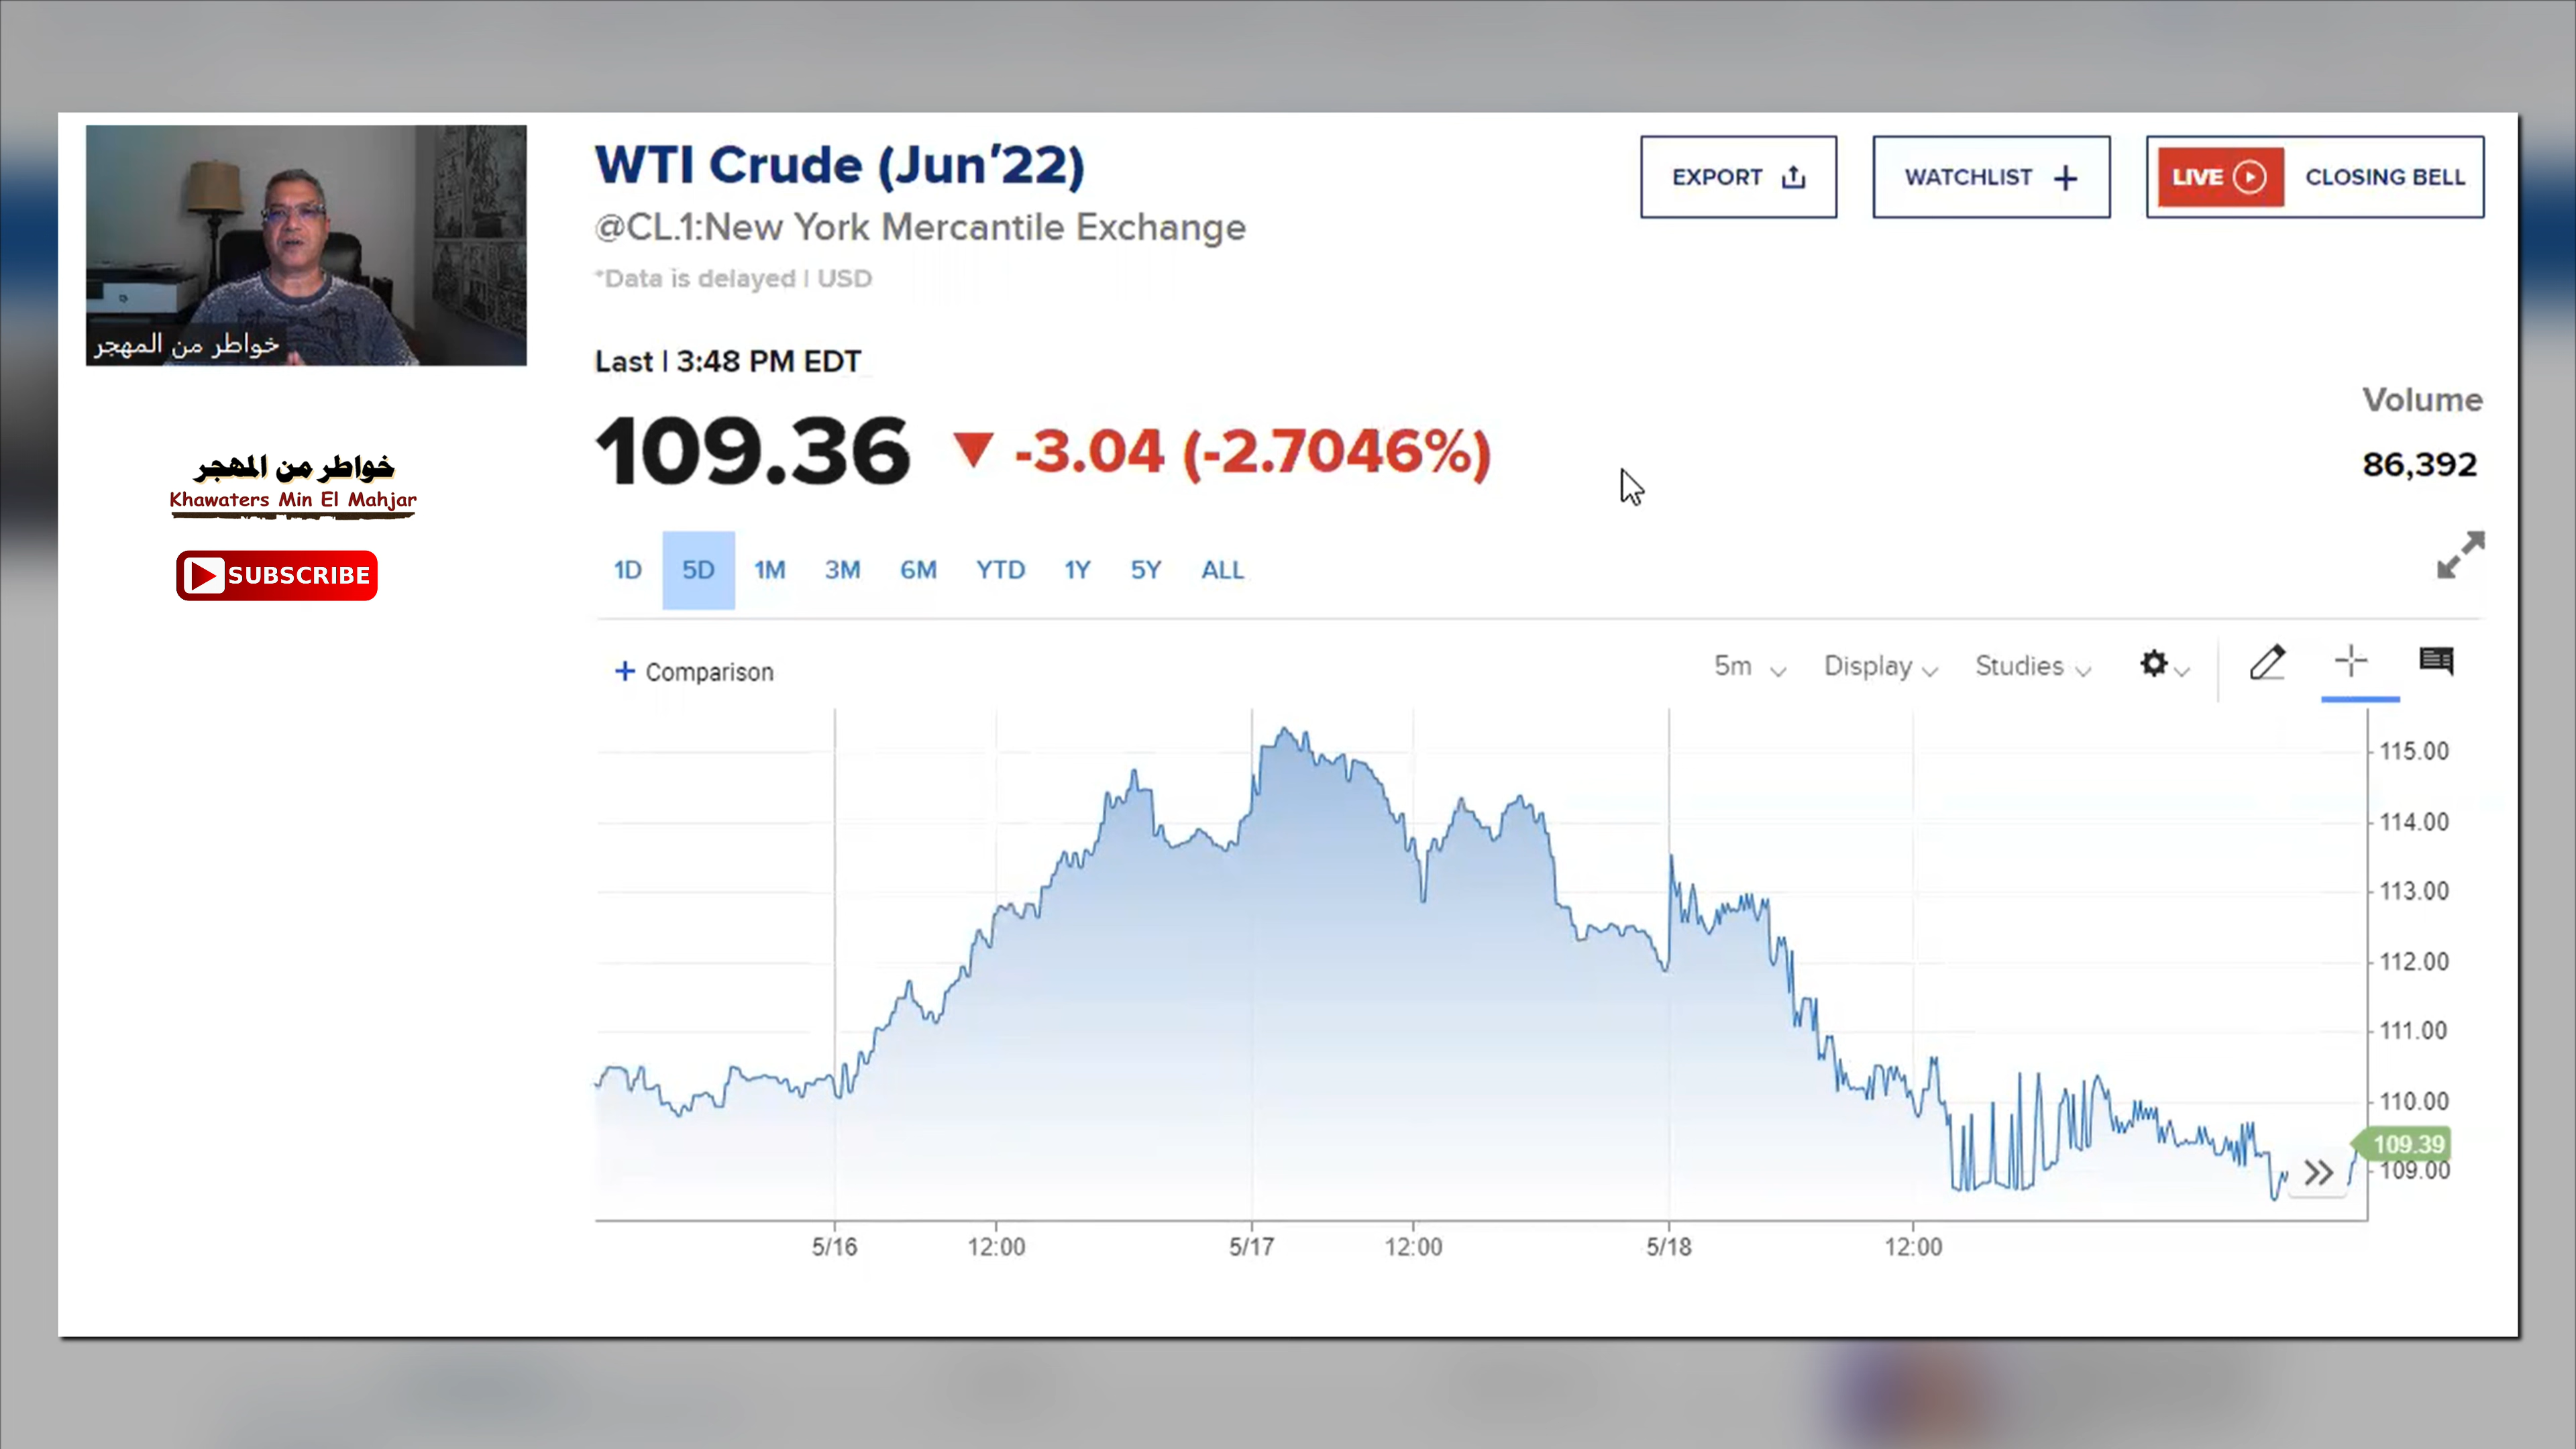 WTI Crude (Jun'22)
EXPORT
WATCHLIST +
LIVE CLOSING BELL
@CL.1:New York Mercantile Exchange
*Data is delayed | USD
خواطر من المهجر
Last | 3:48 PM EDT
109.36 ▼ -3.04 (-2.7046%)
Volume
86,392
خواطر من المهجر
Khawaters Min El Mahjar
SUBSCRIBE
1D 5D 1M 3M 6M YTD 1Y 5Y ALL
+ Comparison
5m Display Studies
115.00
114.00
113.00
112.00
111.00
110.00
109.39
109.00
5/16 12:00 5/17 12:00 5/18 12:00